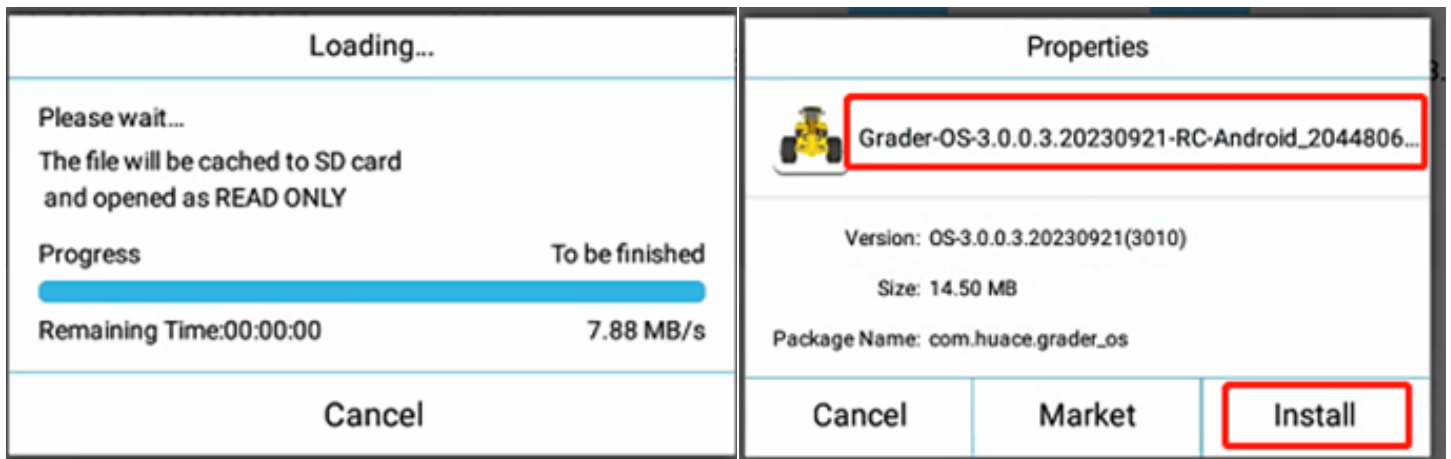 Loading...
Please wait...
The file will be cached to SD card
and opened as READ ONLY
Progress To be finished
Remaining Time:00:00:00 7.88 MB/s
Cancel
Properties
Grader-OS-3.0.0.3.20230921-RC-Android_2044806...
Version: OS-3.0.0.3.20230921(3010)
Size: 14.50 MB
Package Name: com.huace.grader_os
Cancel Market Install